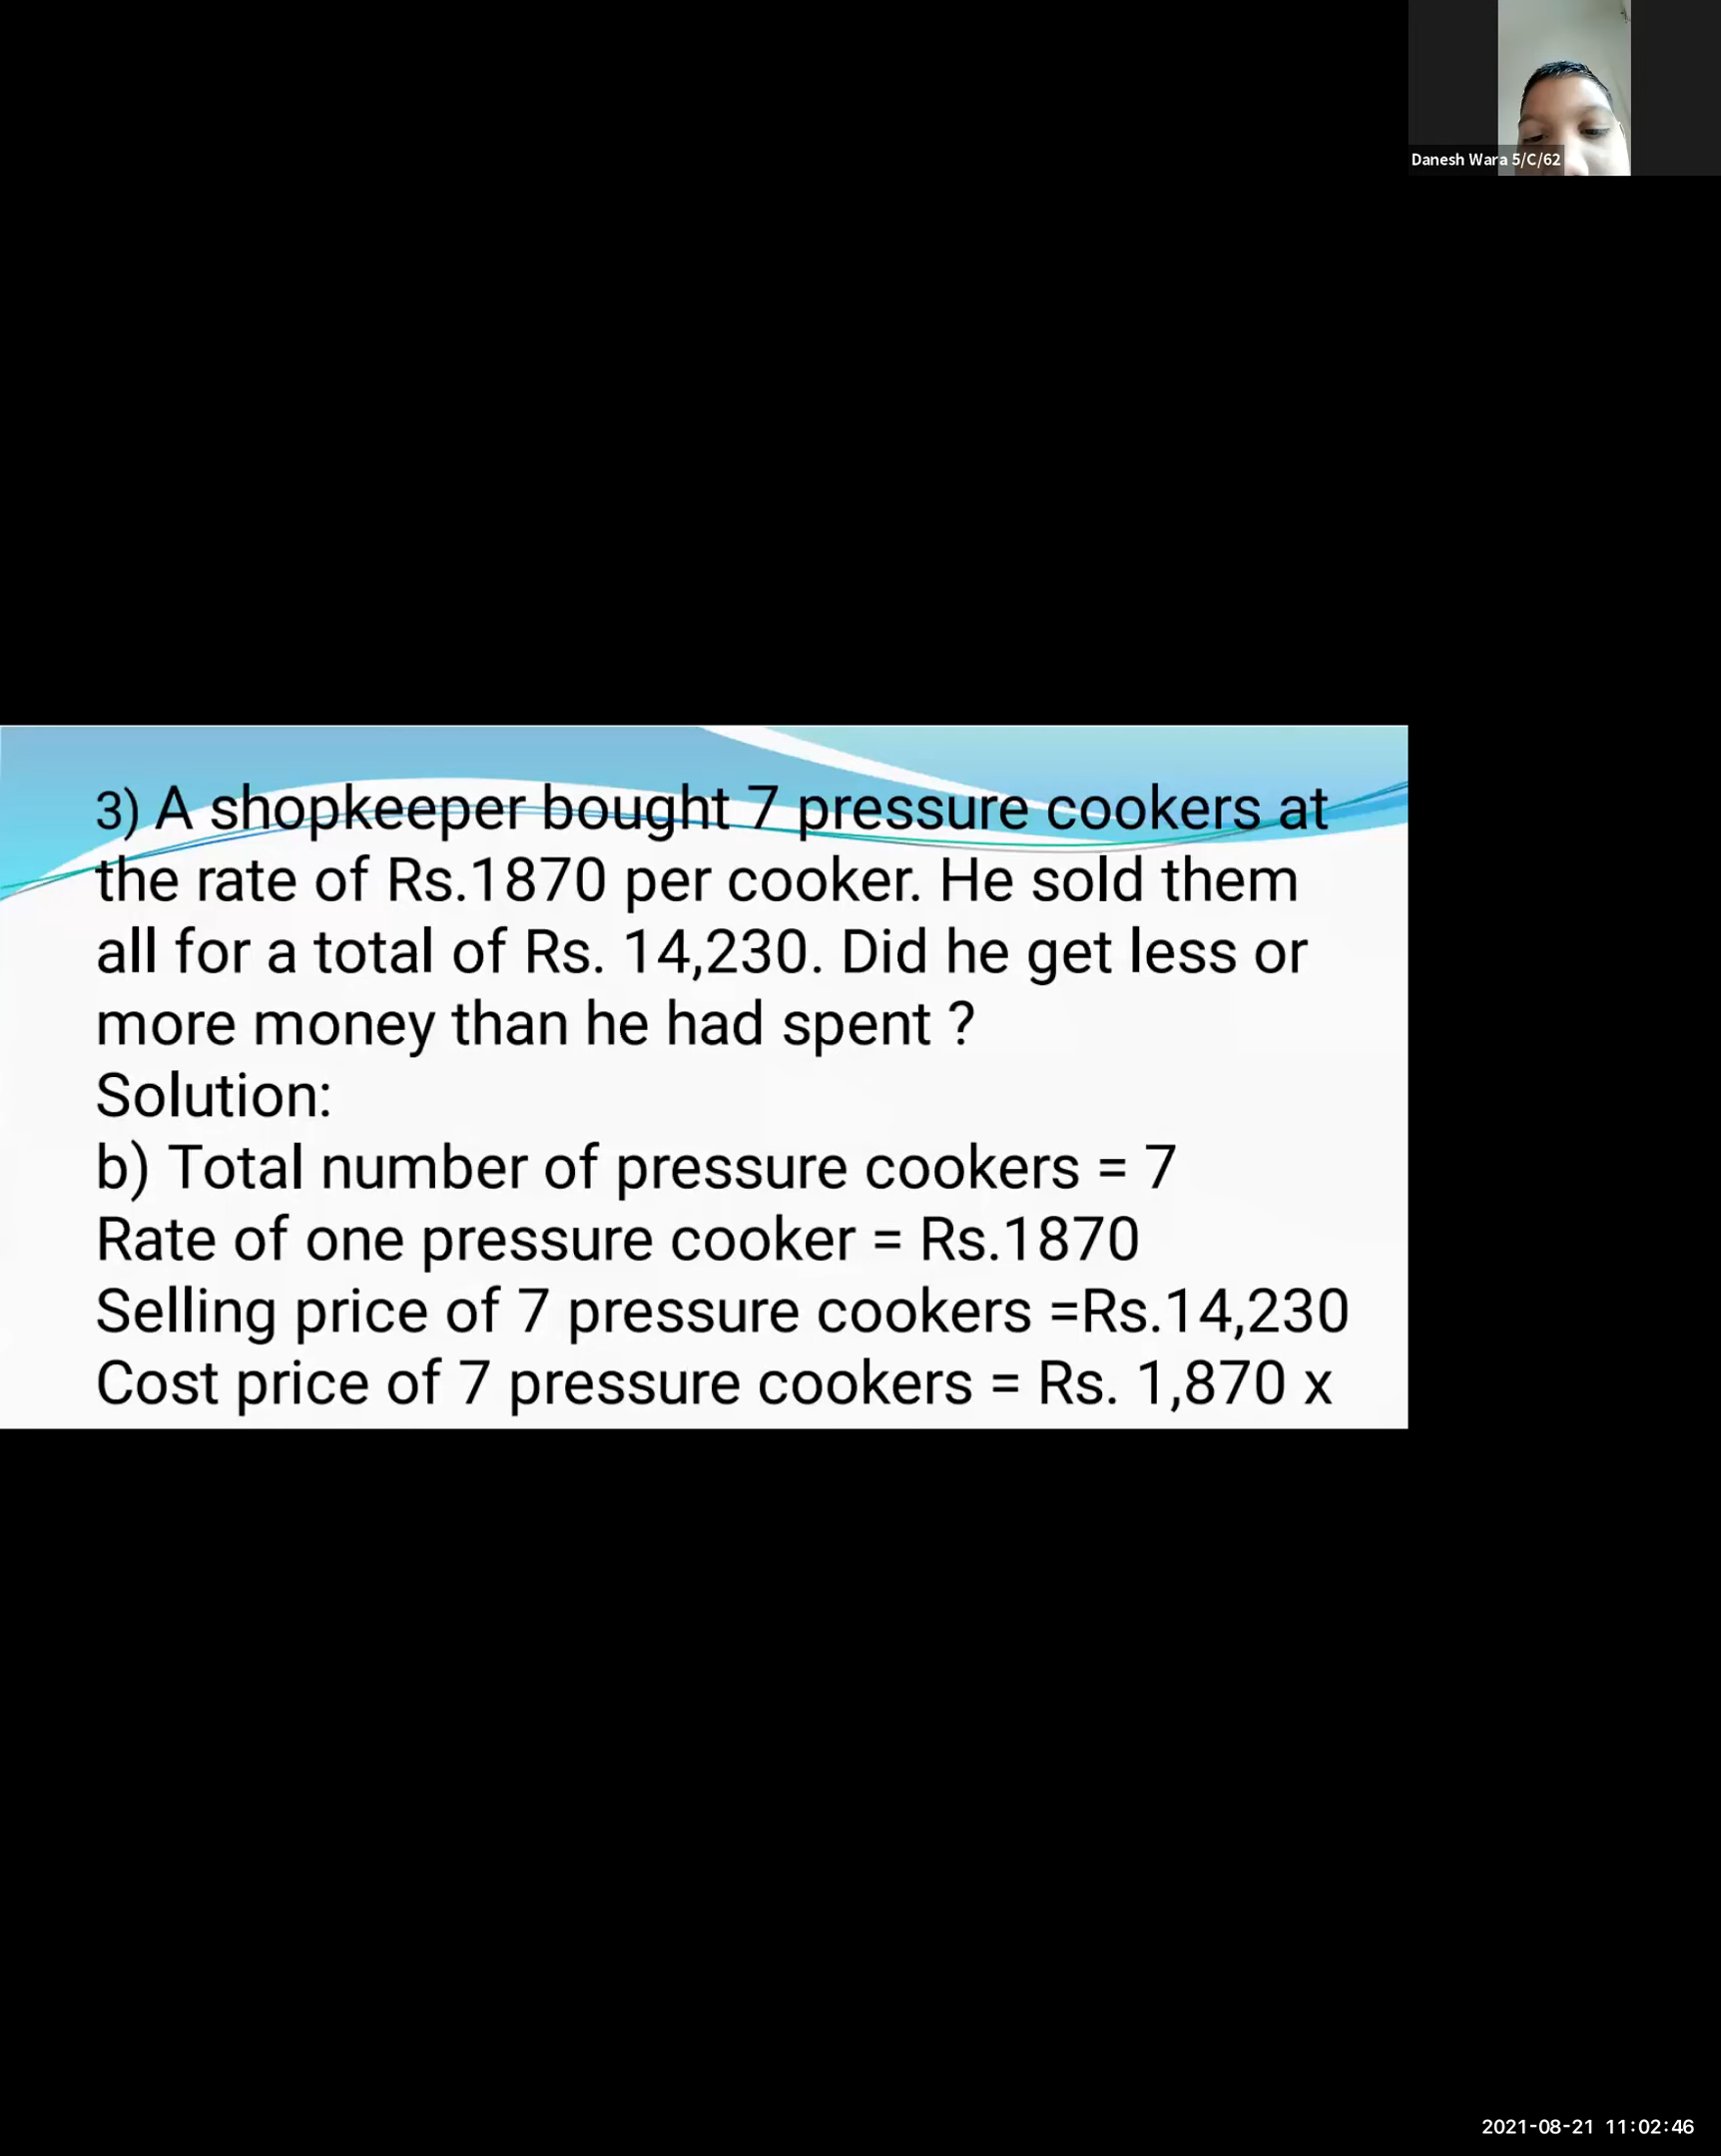 Danesh Wara 5/C/62
3) A shopkeeper bought 7 pressure cookers at
the rate of Rs.1870 per cooker. He sold them
all for a total of Rs. 14,230. Did he get less or
more money than he had spent ?
Solution:
b) Total number of pressure cookers = 7
Rate of one pressure cooker = Rs.1870
Selling price of 7 pressure cookers =Rs.14,230
Cost price of 7 pressure cookers = Rs. 1,870 x
2021-08-21 11:02:46